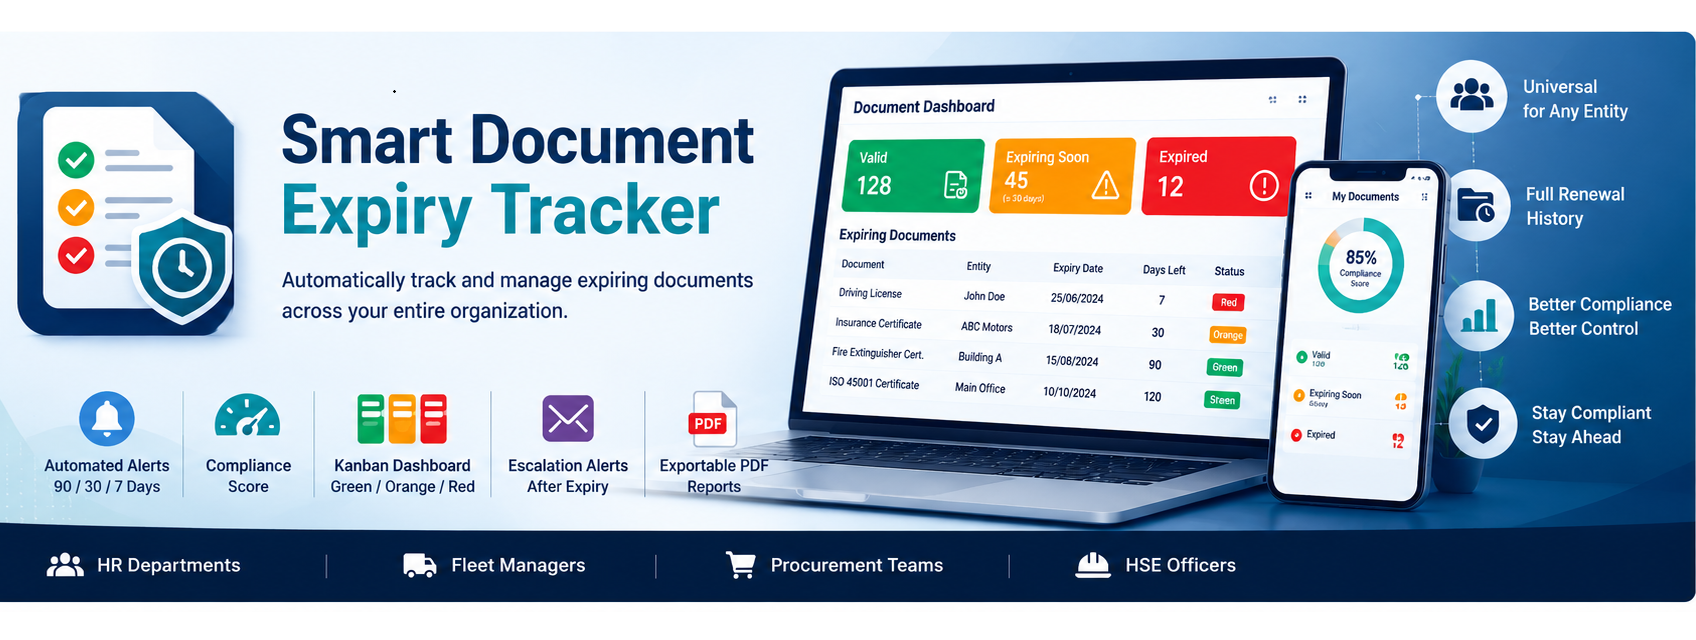 Smart Document
Expiry Tracker
Automatically track and manage expiring documents
across your entire organization.
Automated Alerts
90 / 30 / 7 Days
Compliance
Score
Kanban Dashboard
Green / Orange / Red
Escalation Alerts
After Expiry
PDF
Exportable PDF
Reports
Document Dashboard
Valid
128
Expiring Soon
45
(≤ 30 days)
Expired
12
Expiring Documents
Document Entity Expiry Date Days Left Status
Driving License John Doe 25/06/2024 7 Red
Insurance Certificate ABC Motors 18/07/2024 30 Orange
Fire Extinguisher Cert. Building A 15/08/2024 90 Green
ISO 45001 Certificate Main Office 10/10/2024 120
My Documents
85%
Compliance
Score
Valid
Expiring Soon
Expired
12
Universal
for Any Entity
Full Renewal
History
Better Compliance
Better Control
Stay Compliant
Stay Ahead
HR Departments
Fleet Managers
Procurement Teams
HSE Officers